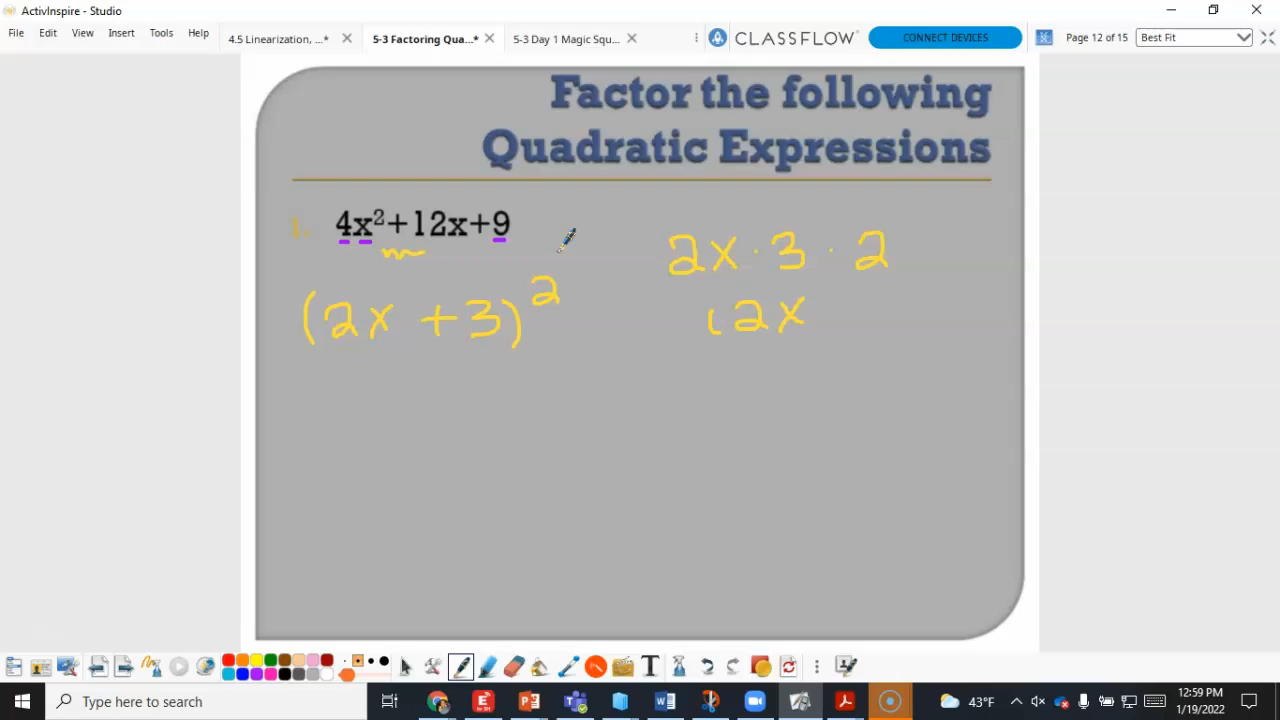 ActivInspire - Studio
File Edit View Insert Tools Help
4.5 Linearization, ...*
5-3 Factoring Qua...*
5-3 Day 1 Magic Squ...
CLASSFLOW
CONNECT DEVICES
Page 12 of 15
Best Fit
Factor the following
Quadratic Expressions
1. 4x²+12x+9
2x · 3 · 2
(2x +3)²
12x
Type here to search
43°F
12:59 PM
1/19/2022